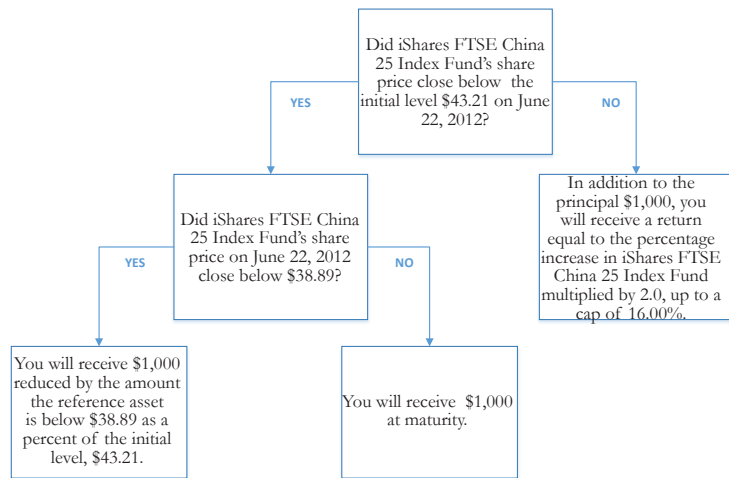 Did iShares FTSE China
25 Index Fund's share
price close below the
initial level $43.21 on June
22, 2012?
YES
NO
Did iShares FTSE China
25 Index Fund's share
price on June 22, 2012
close below $38.89?
In addition to the
principal $1,000, you
will receive a return
equal to the percentage
increase in iShares FTSE
China 25 Index Fund
multiplied by 2.0, up to a
cap of 16.00%.
YES
NO
You will receive $1,000
reduced by the amount
the reference asset
is below $38.89 as a
percent of the initial
level, $43.21.
You will receive $1,000
at maturity.